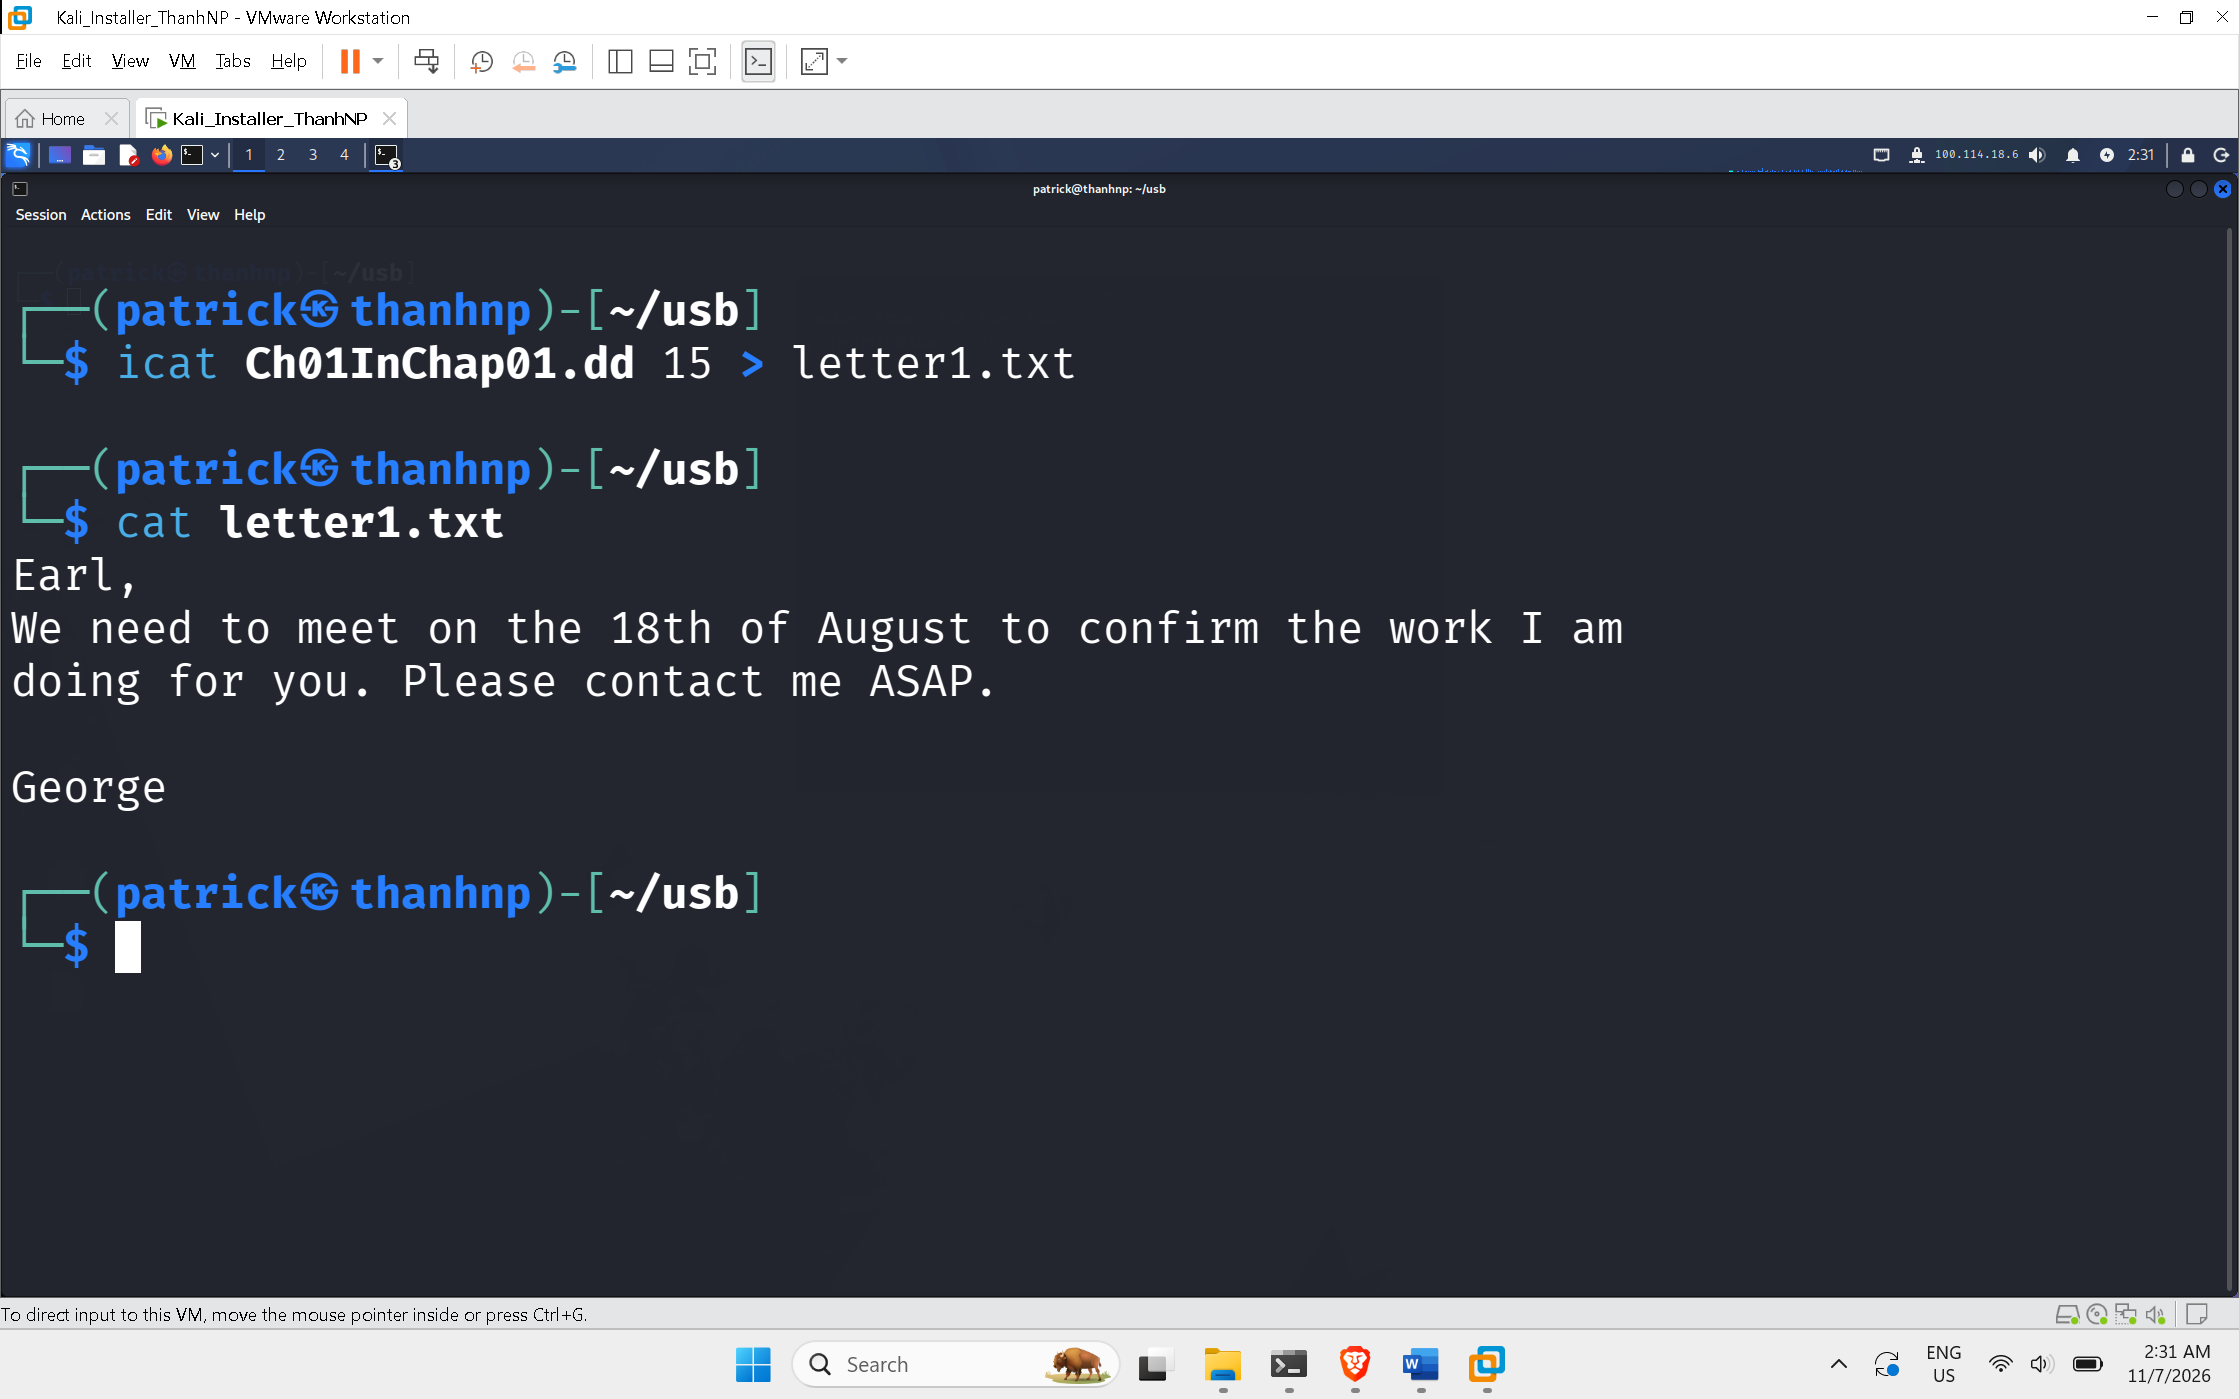 Kali_Installer_ThanhNP - VMware Workstation
File Edit View VM Tabs Help
Home Kali_Installer_ThanhNP
1 2 3 4 3 100.114.18.6 2:31
patrick@thanhnp: ~/usb
Session Actions Edit View Help
(patrick㉿thanhnp)-[~/usb]
┌──(patrick㉿thanhnp)-[~/usb]
└─$ icat Ch01InChap01.dd 15 > letter1.txt
┌──(patrick㉿thanhnp)-[~/usb]
└─$ cat letter1.txt
Earl,
We need to meet on the 18th of August to confirm the work I am
doing for you. Please contact me ASAP.
George
┌──(patrick㉿thanhnp)-[~/usb]
└─$
To direct input to this VM, move the mouse pointer inside or press Ctrl+G.
Search
ENG
US
2:31 AM
11/7/2026